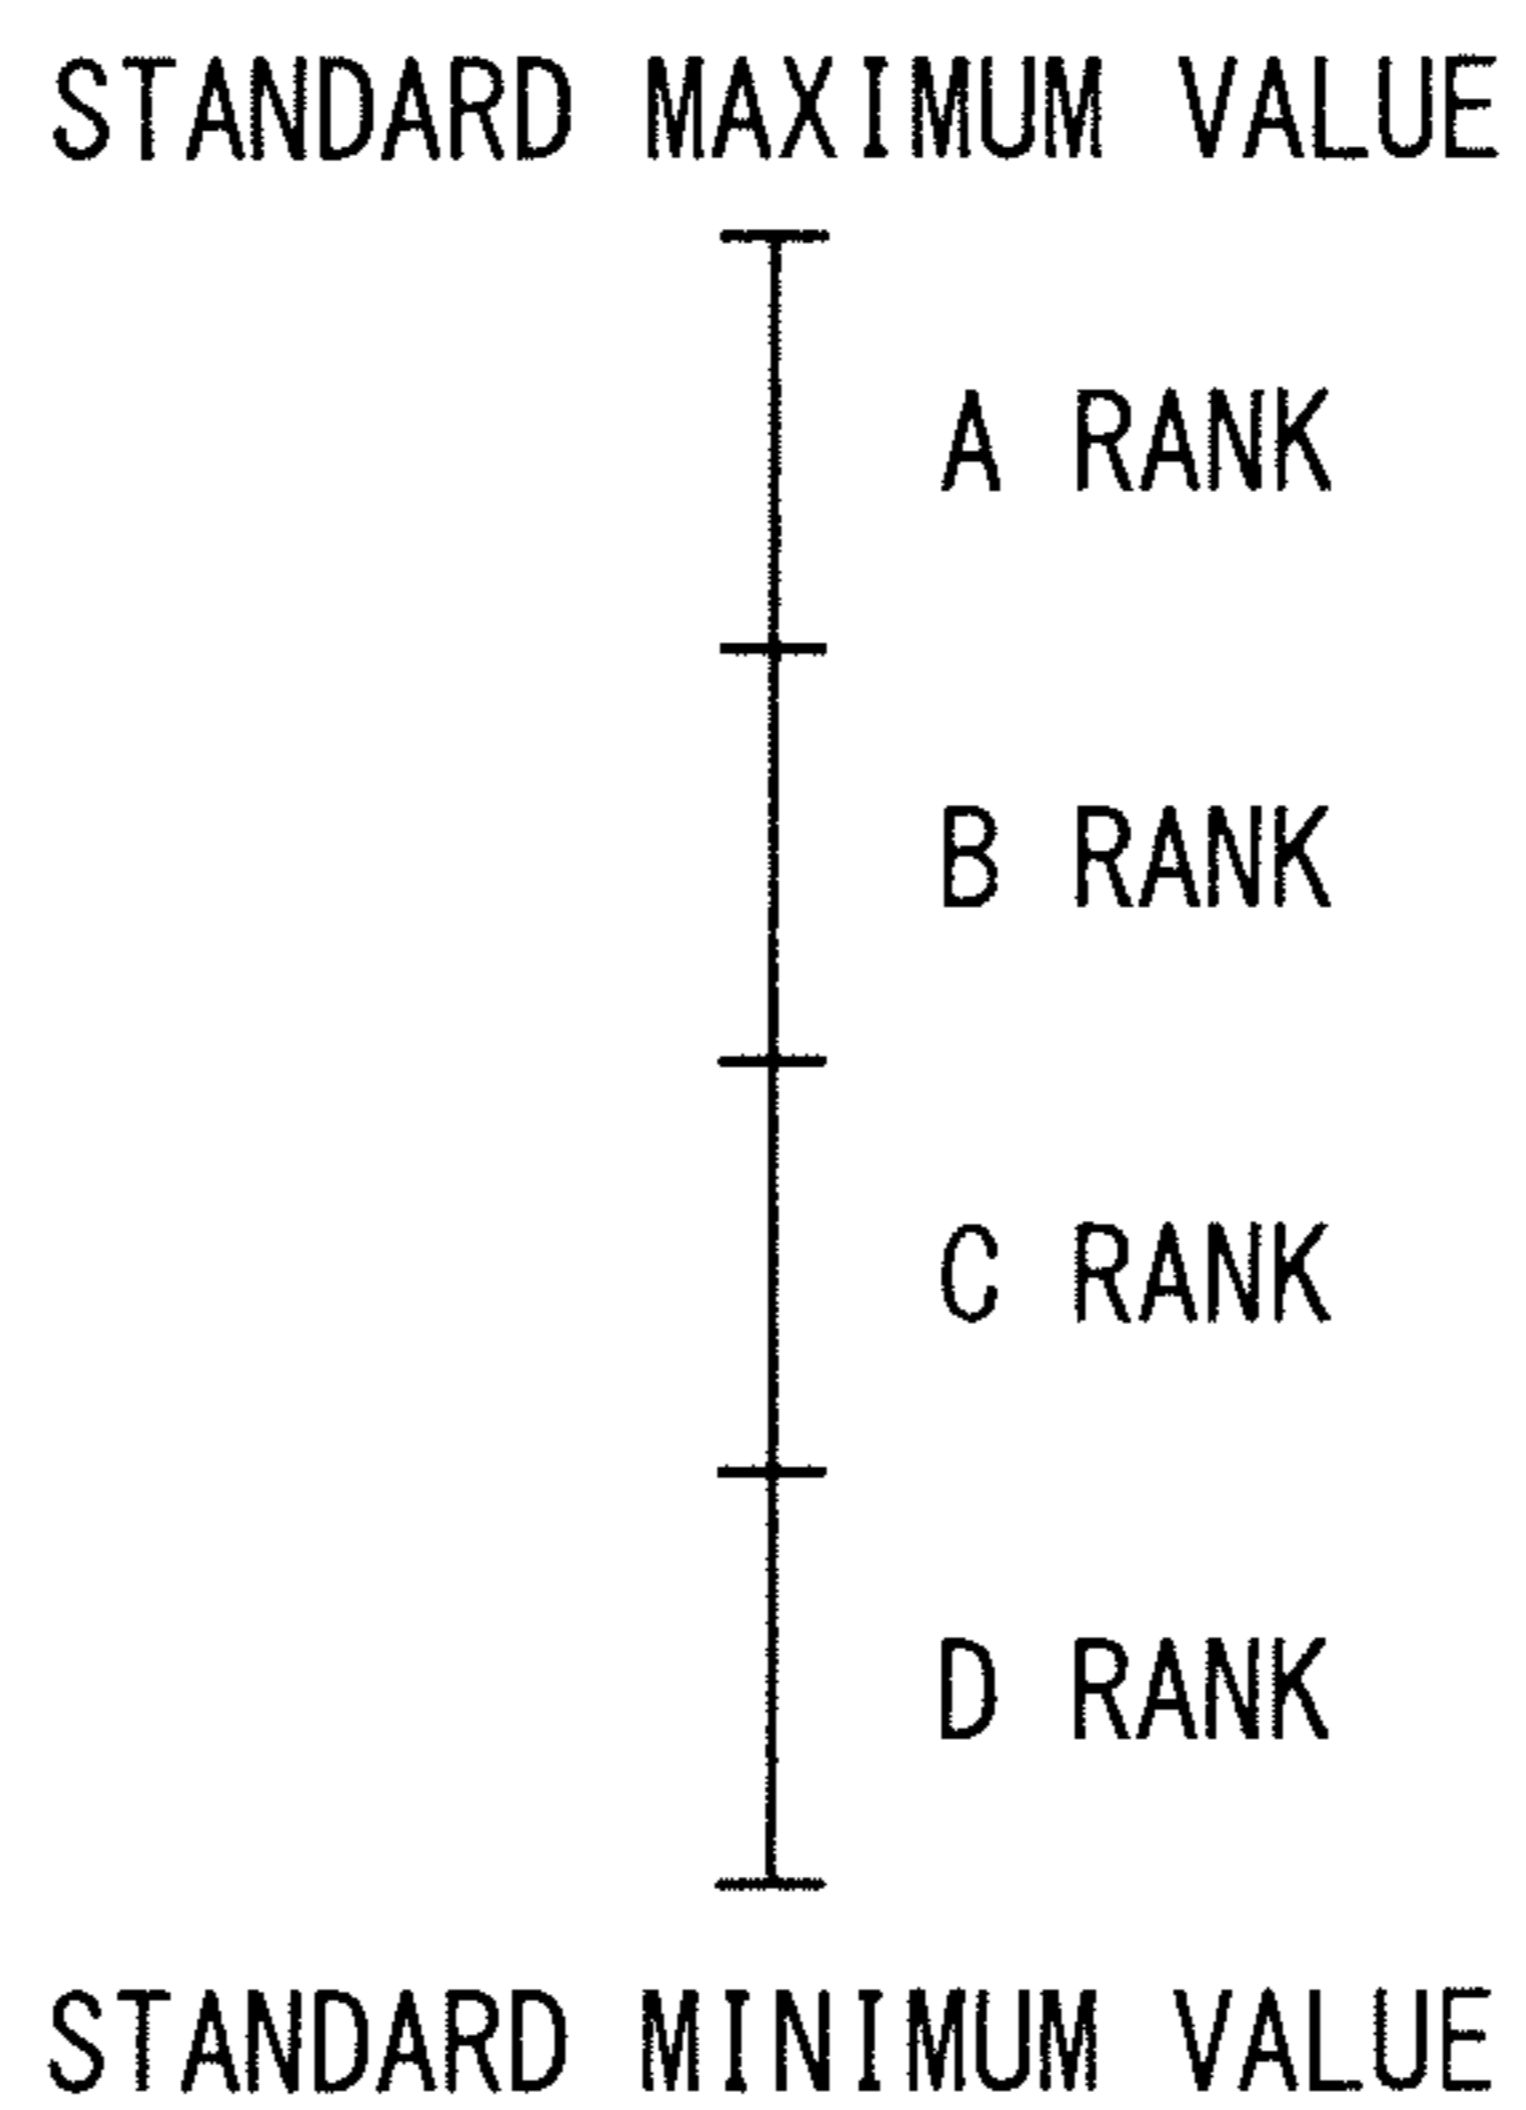 STANDARD MAXIMUM VALUE
A RANK
B RANK
C RANK
D RANK
STANDARD MINIMUM VALUE